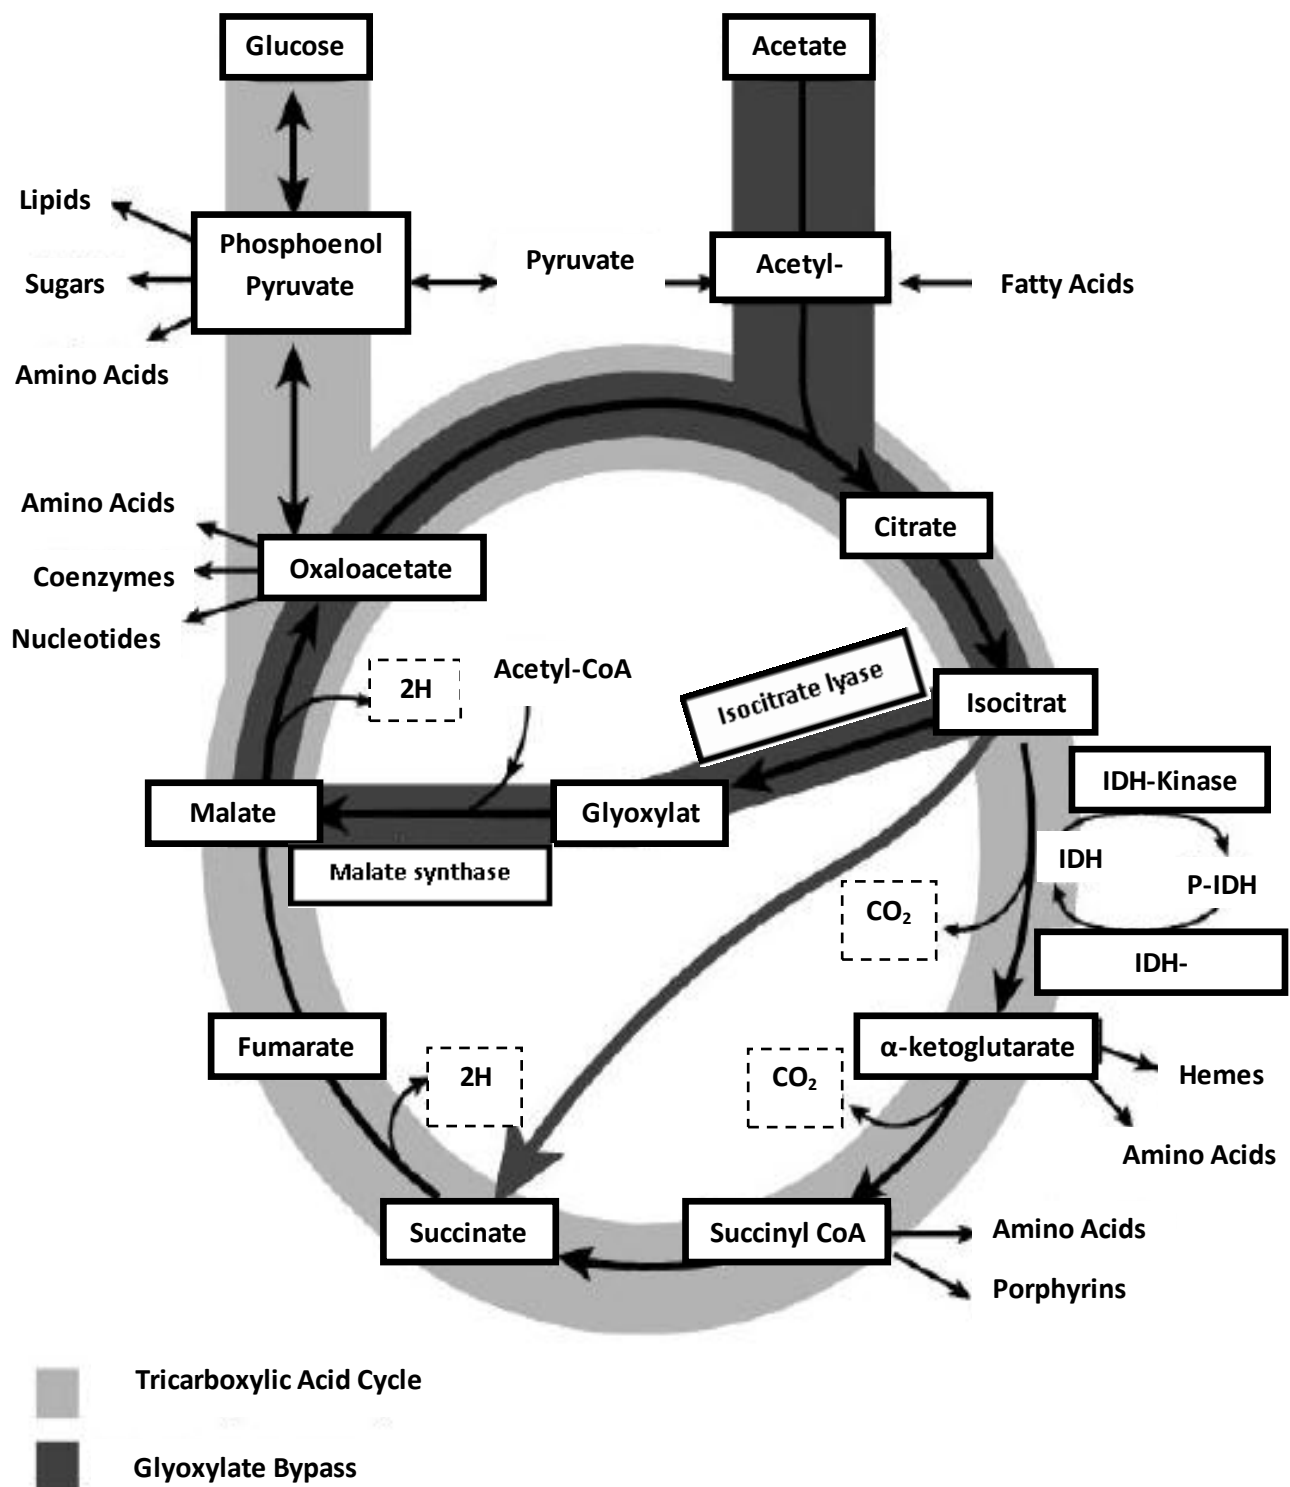 Glucose
Acetate
Lipids
Phosphoenol
Pyruvate
Sugars
Amino Acids
Pyruvate
Acetyl-
Fatty Acids
Amino Acids
Coenzymes
Nucleotides
Oxaloacetate
Citrate
2H
Acetyl-CoA
Isocitrate lyase
Isocitrat
IDH-Kinase
Malate
Glyoxylat
IDH
P-IDH
Malate synthase
CO₂
IDH-
Fumarate
2H
CO₂
α-ketoglutarate
Hemes
Amino Acids
Succinate
Succinyl CoA
Amino Acids
Porphyrins
Tricarboxylic Acid Cycle
Glyoxylate Bypass